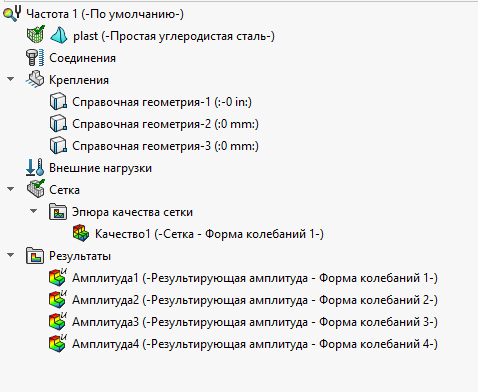 Частота 1 (-По умолчанию-)
plast (-Простая углеродистая сталь-)
Соединения
Крепления
Справочная геометрия-1 (:-0 in:)
Справочная геометрия-2 (:0 mm:)
Справочная геометрия-3 (:0 mm:)
Внешние нагрузки
Сетка
Эпюра качества сетки
Качество1 (-Сетка - Форма колебаний 1-)
Результаты
Амплитуда1 (-Результирующая амплитуда - Форма колебаний 1-)
Амплитуда2 (-Результирующая амплитуда - Форма колебаний 2-)
Амплитуда3 (-Результирующая амплитуда - Форма колебаний 3-)
Амплитуда4 (-Результирующая амплитуда - Форма колебаний 4-)